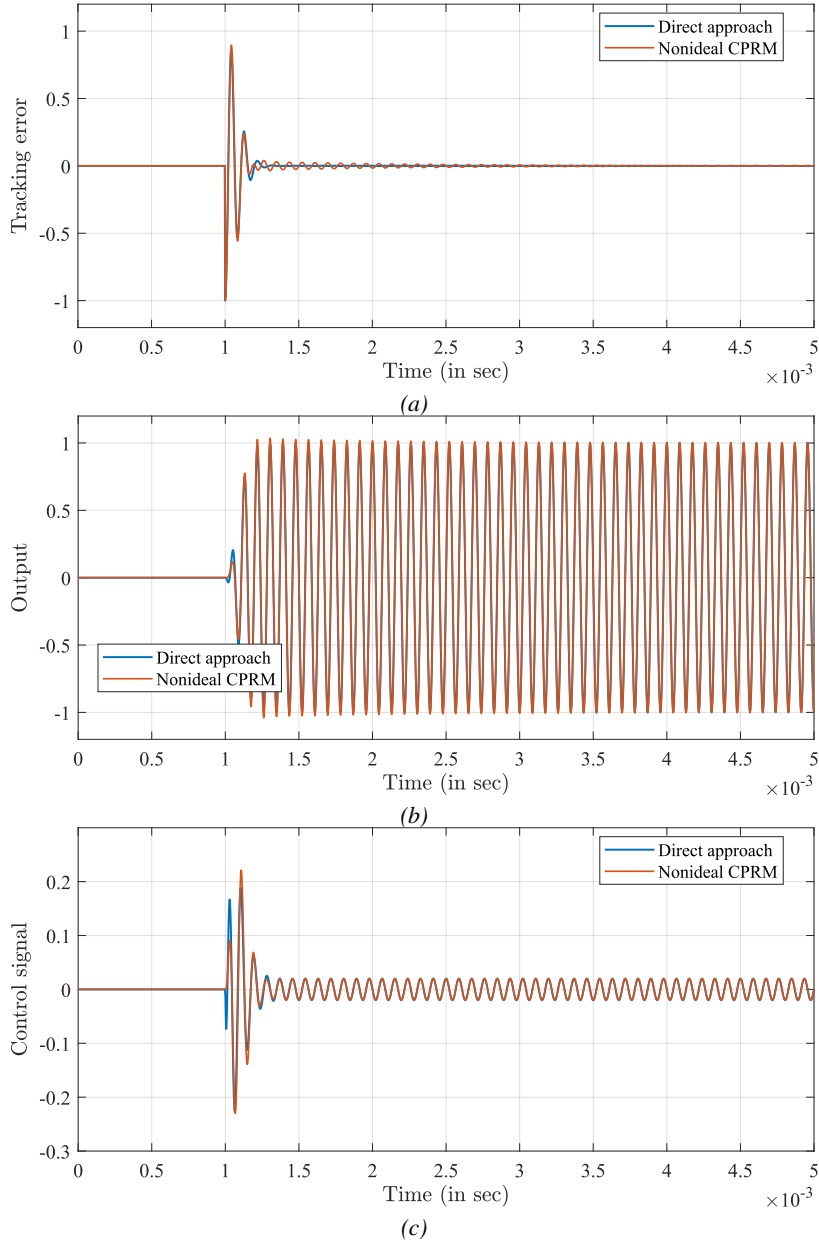 1
0.5
0
-0.5
-1
Tracking error
Direct approach
Nonideal CPRM
0 0.5 1 1.5 2 2.5 3 3.5 4 4.5 5
Time (in sec)
×10-3
(a)
1
0.5
0
-0.5
-1
Output
Direct approach
Nonideal CPRM
0 0.5 1 1.5 2 2.5 3 3.5 4 4.5 5
Time (in sec)
×10-3
(b)
0.2
0.1
0
-0.1
-0.2
-0.3
Control signal
Direct approach
Nonideal CPRM
0 0.5 1 1.5 2 2.5 3 3.5 4 4.5 5
Time (in sec)
×10-3
(c)